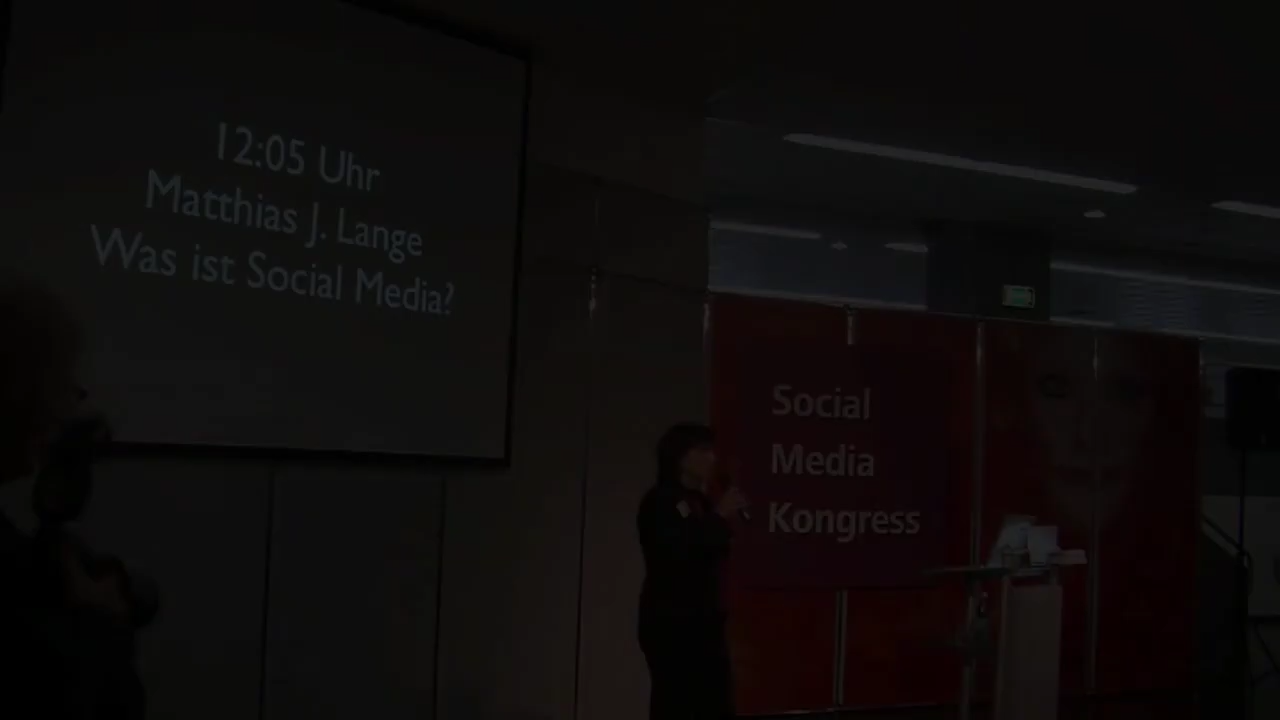 12:05 Uhr
Matthias J. Lange
Was ist Social Media?
Social
Media
Kongress